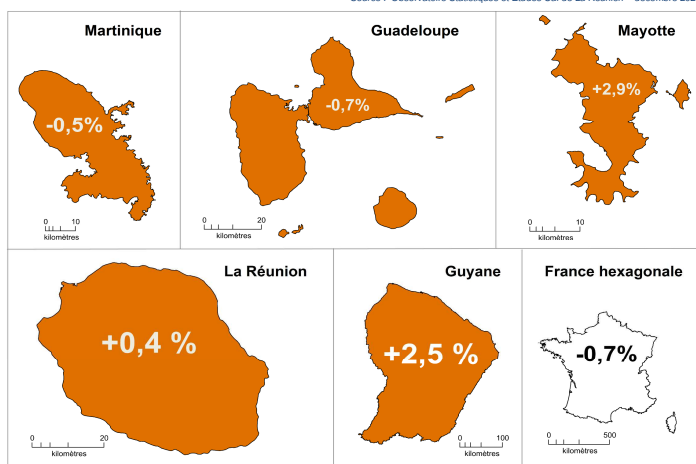 Martinique
-0,5%
0 10
kilomètres
Guadeloupe
-0,7%
0 20
kilomètres
Mayotte
+2,9%
0 10
kilomètres
La Réunion
+0,4 %
0 20
kilomètres
Guyane
+2,5 %
0 100
kilomètres
France hexagonale
-0,7%
0 500
kilomètres